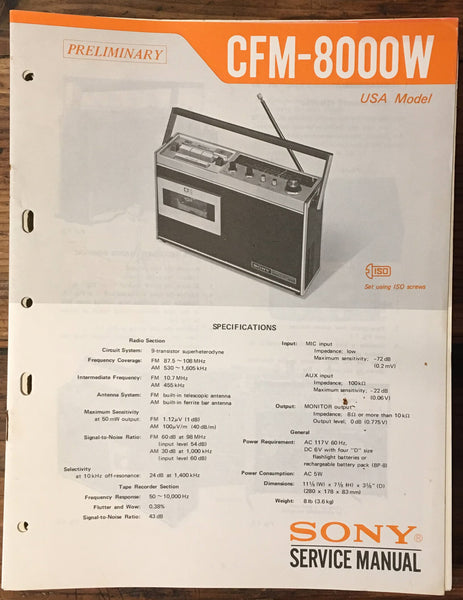 PRELIMINARY
CFM-8000W
USA Model
SONY
ISO
Set using ISO screws
SPECIFICATIONS
Radio Section
Circuit System: 9-transistor superheterodyne
Frequency Coverage: FM 87.5 ~ 108 MHz
AM 530 ~ 1,605 kHz
Intermediate Frequency: FM 10.7 MHz
AM 455 kHz
Antenna System: FM built-in telescopic antenna
AM built-in ferrite bar antenna
Maximum Sensitivity
at 50 mW output: FM 1.12μV (1 dB)
AM 100μV/m (40 dB/m)
Signal-to-Noise Ratio: FM 60 dB at 98 MHz
(input level 54 dB)
AM 30 dB at 1,000 kHz
(input level 60 dB)
Selectivity
at 10 kHz off-resonance: 24 dB at 1,400 kHz
Tape Recorder Section
Frequency Response: 50 ~ 10,000 Hz
Flutter and Wow: 0.38%
Signal-to-Noise Ratio: 43 dB
Input: MIC input
Impedance: low
Maximum sensitivity: -72 dB
(0.2 mV)
AUX input
Impedance: 100kΩ
Maximum sensitivity: -22 dB
(0.06 V)
Output: MONITOR output
Impedance: 8Ω or more than 10 kΩ
Output level: 0 dB (0.775 V)
General
Power Requirement: AC 117V 60 Hz,
DC 6V with four "D" size
flashlight batteries or
rechargeable battery pack (BP-8)
Power Consumption: AC 5W
Dimensions: 11⅛ (W) x 7⅛ (H) x 3⅜" (D)
(280 x 178 x 83 mm)
Weight: 8 lb (3.6 kg)
SONY®
SERVICE MANUAL